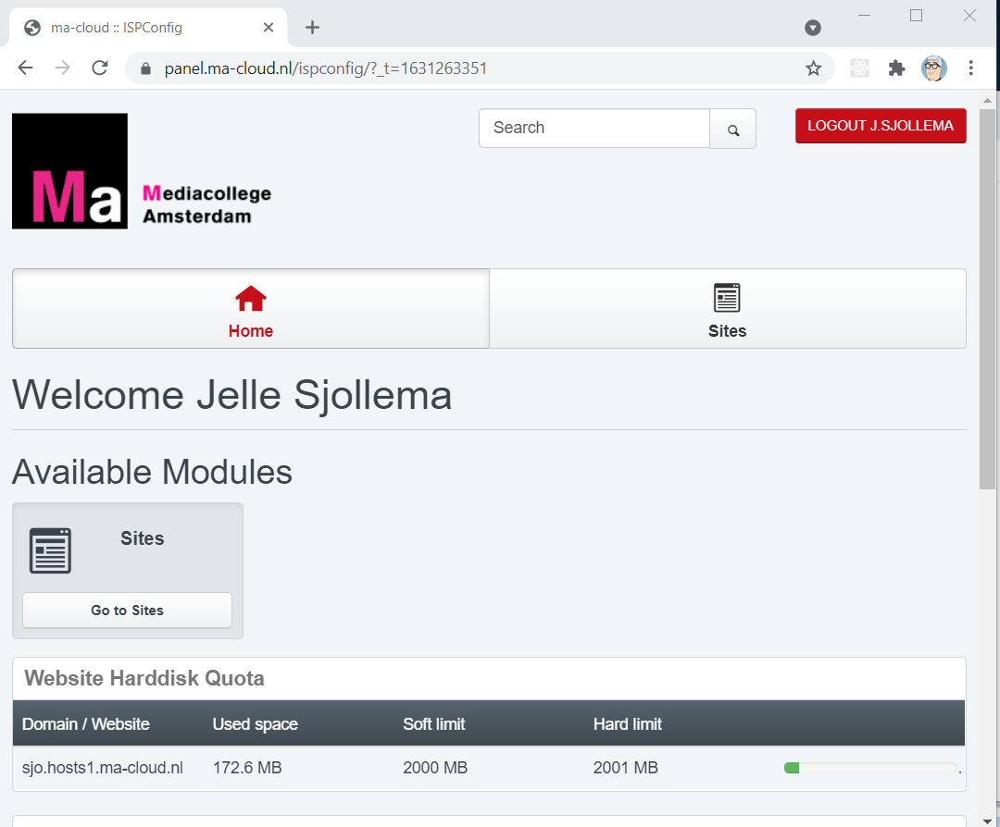 ma-cloud :: ISPConfig
panel.ma-cloud.nl/ispconfig/?_t=1631263351
Ma Mediacollege
Amsterdam
Search
LOGOUT J.SJOLLEMA
Home
Sites
Welcome Jelle Sjollema
Available Modules
Sites
Go to Sites
Website Harddisk Quota
Domain / Website Used space Soft limit Hard limit
sjo.hosts1.ma-cloud.nl 172.6 MB 2000 MB 2001 MB .